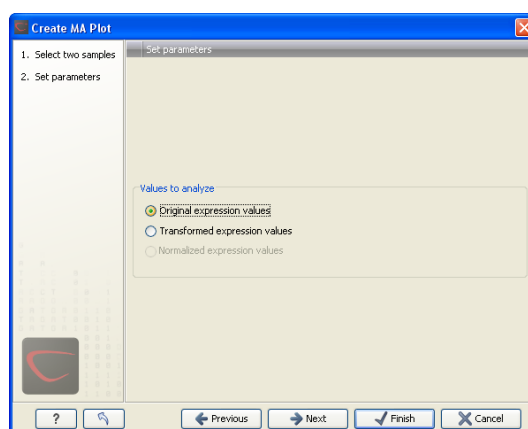 Create MA Plot
1. Select two samples
2. Set parameters
Set parameters
Values to analyze
Original expression values
Transformed expression values
Normalized expression values
?
Previous
Next
Finish
Cancel